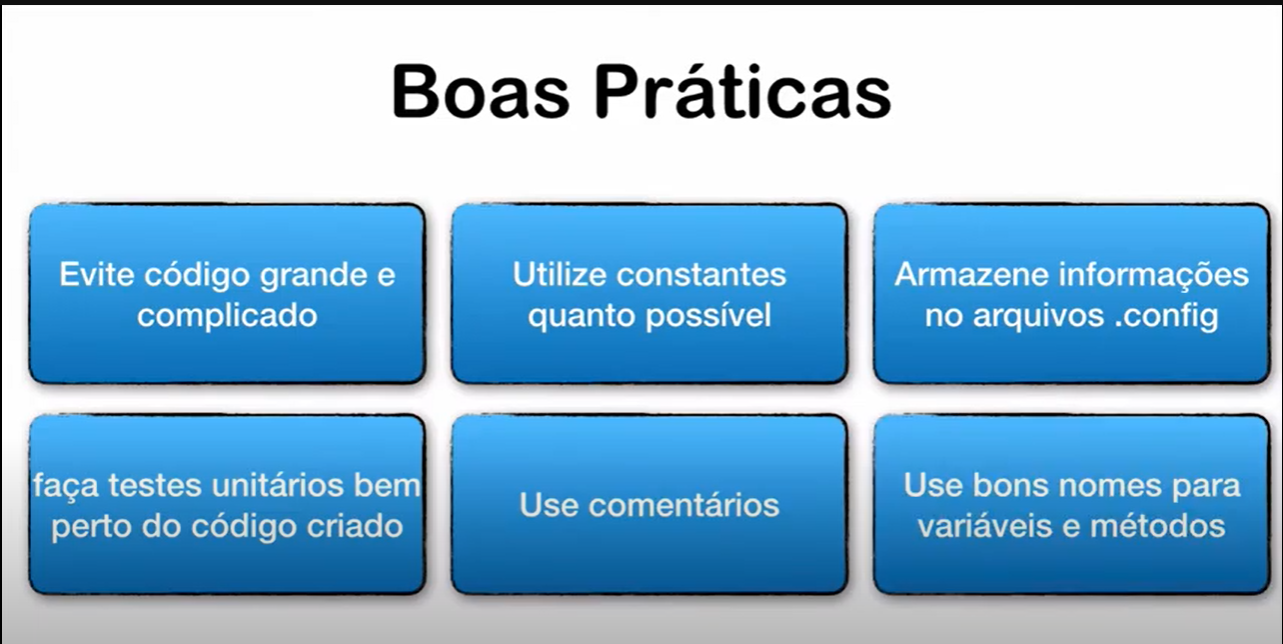 Boas Práticas
Evite código grande e
complicado
Utilize constantes
quanto possível
Armazene informações
no arquivos .config
faça testes unitários bem
perto do código criado
Use comentários
Use bons nomes para
variáveis e métodos